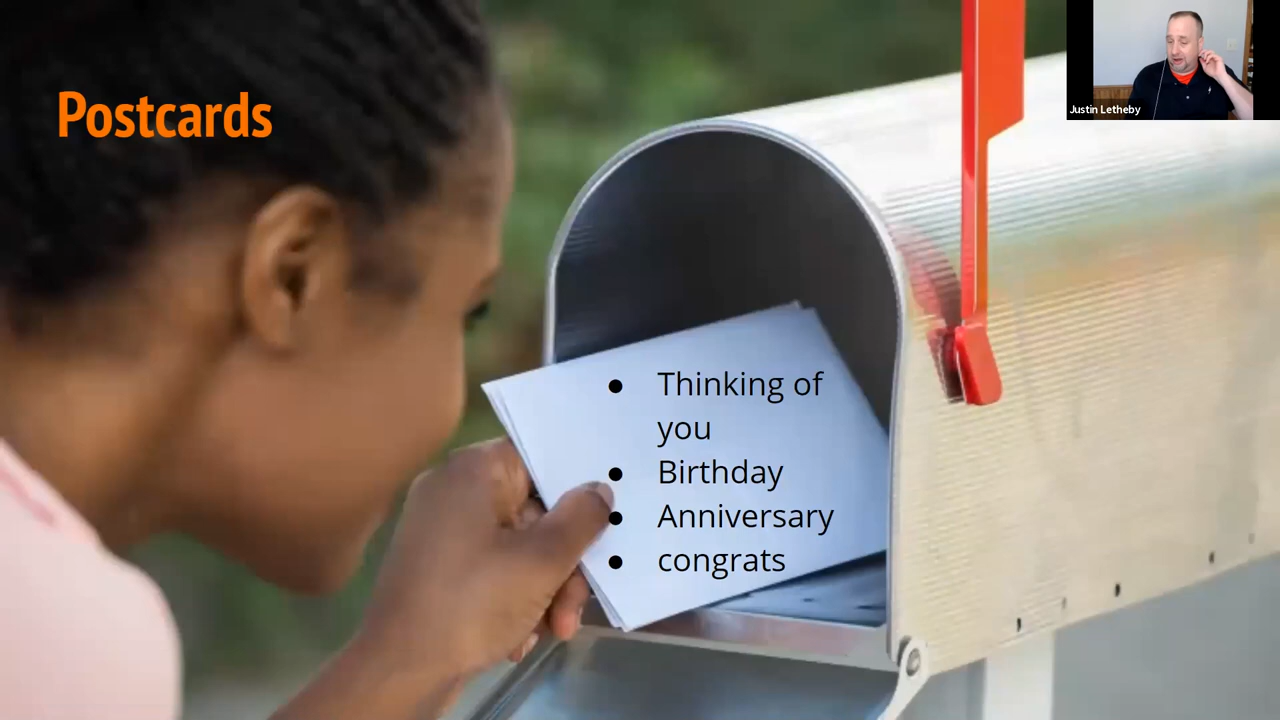 Postcards
Justin Letheby
● Thinking of
you
● Birthday
● Anniversary
● congrats